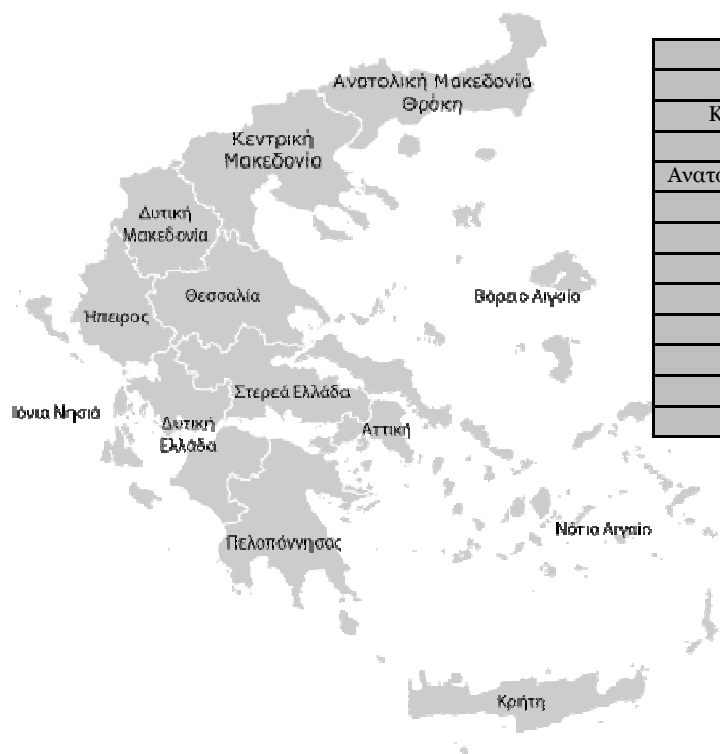 Ανατολική Μακεδονία
Θράκη
Κεντρική
Μακεδονία
Δυτική
Μακεδονία
Θεσσαλία
Ήπειρος
Βόρειο Αιγαίο
Στερεά Ελλάδα
Ιόνια Νησιά
Δυτική
Ελλάδα
Αττική
Νότιο Αιγαίο
Πελοπόννησος
Κρήτη
Κ
Ανατο